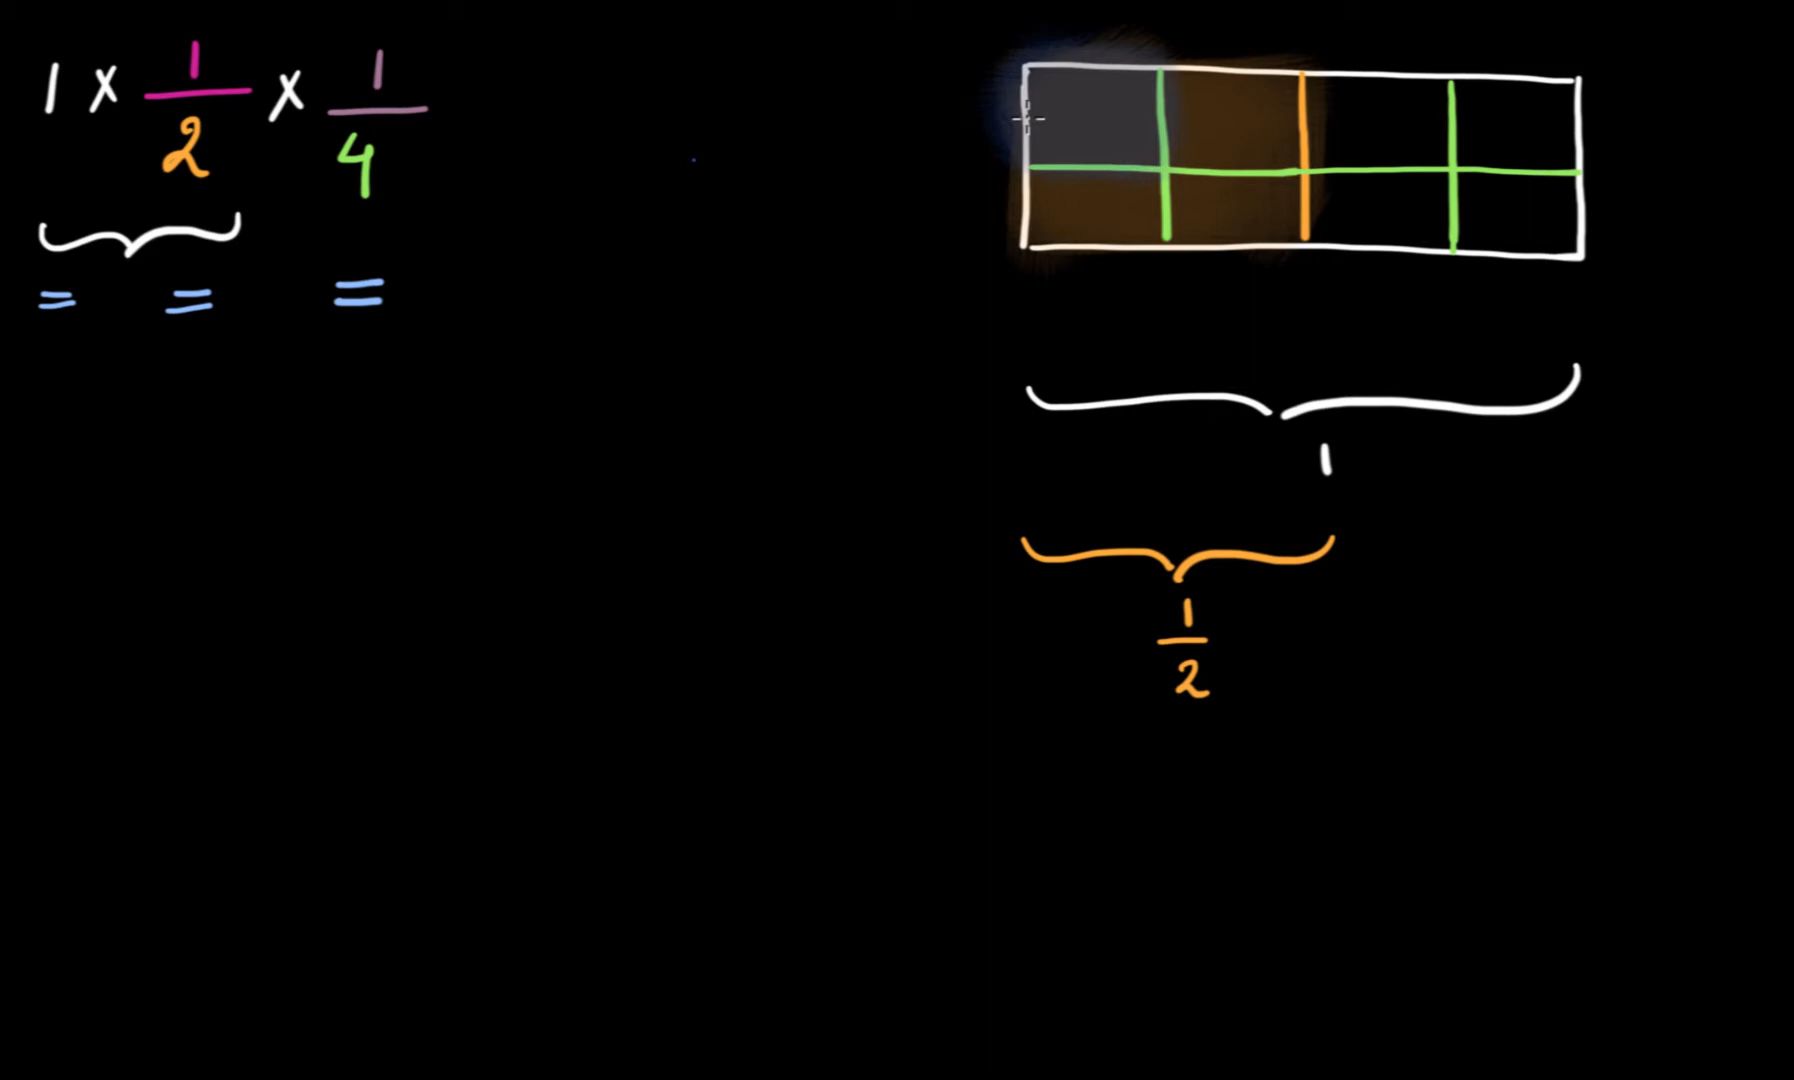 1 x 1/2 x 1/4
= = =
1
1/2